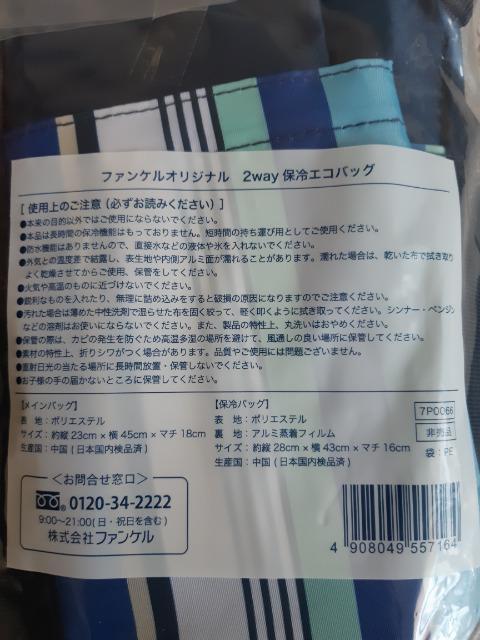 ファンケルオリジナル 2way保冷エコバッグ
[ 使用上のご注意（必ずお読みください）]
●本来の目的以外ではご使用にならないでください。
●本品は長時間の保冷機能はもっておりません。短時間の持ち運び用としてご使用ください。
●防水機能はありませんので、直接水などの液体や氷を入れないでください。
●外気との温度差で結露し、表生地や内側アルミ面が濡れることがあります。濡れた場合は、乾いた布で拭き取り
よく乾燥させてからご使用、保管をしてください。
●火気や高温のものに近づけないでください。
●鋭利なものを入れたり、無理に詰め込みをすると破損の原因になりますのでご注意ください。
●汚れた場合は薄めた中性洗剤で湿らせた布を固く絞って、軽く叩くように拭き取ってください。シンナー・ベンジン
などの溶剤はお使いにならないでください。また、製品の特性上、丸洗いはおやめください。
●保管の際は、カビの発生を防ぐため高温多湿の場所を避けて、風通しの良い場所に保管してください。
●素材の特性上、折りシワがつく場合があります。品質やご使用には問題ございません。
●直射日光の当たる場所に長時間放置・保管しないでください。
●お子様の手の届かないところに保管してください。
【メインバッグ】
表 地：ポリエステル
サイズ：約縦23cm×横45cm×マチ18cm
生産国：中国（日本国内検品済）
【保冷バッグ】
表 地：ポリエステル
裏 地：アルミ蒸着フィルム
サイズ：約縦28cm×横43cm×マチ16cm
生産国：中国（日本国内検品済）
7P0066
非売品
袋：PE
＜お問合せ窓口＞
0120-34-2222
9:00～21:00(日・祝日を含む)
株式会社ファンケル
4 908049 557164